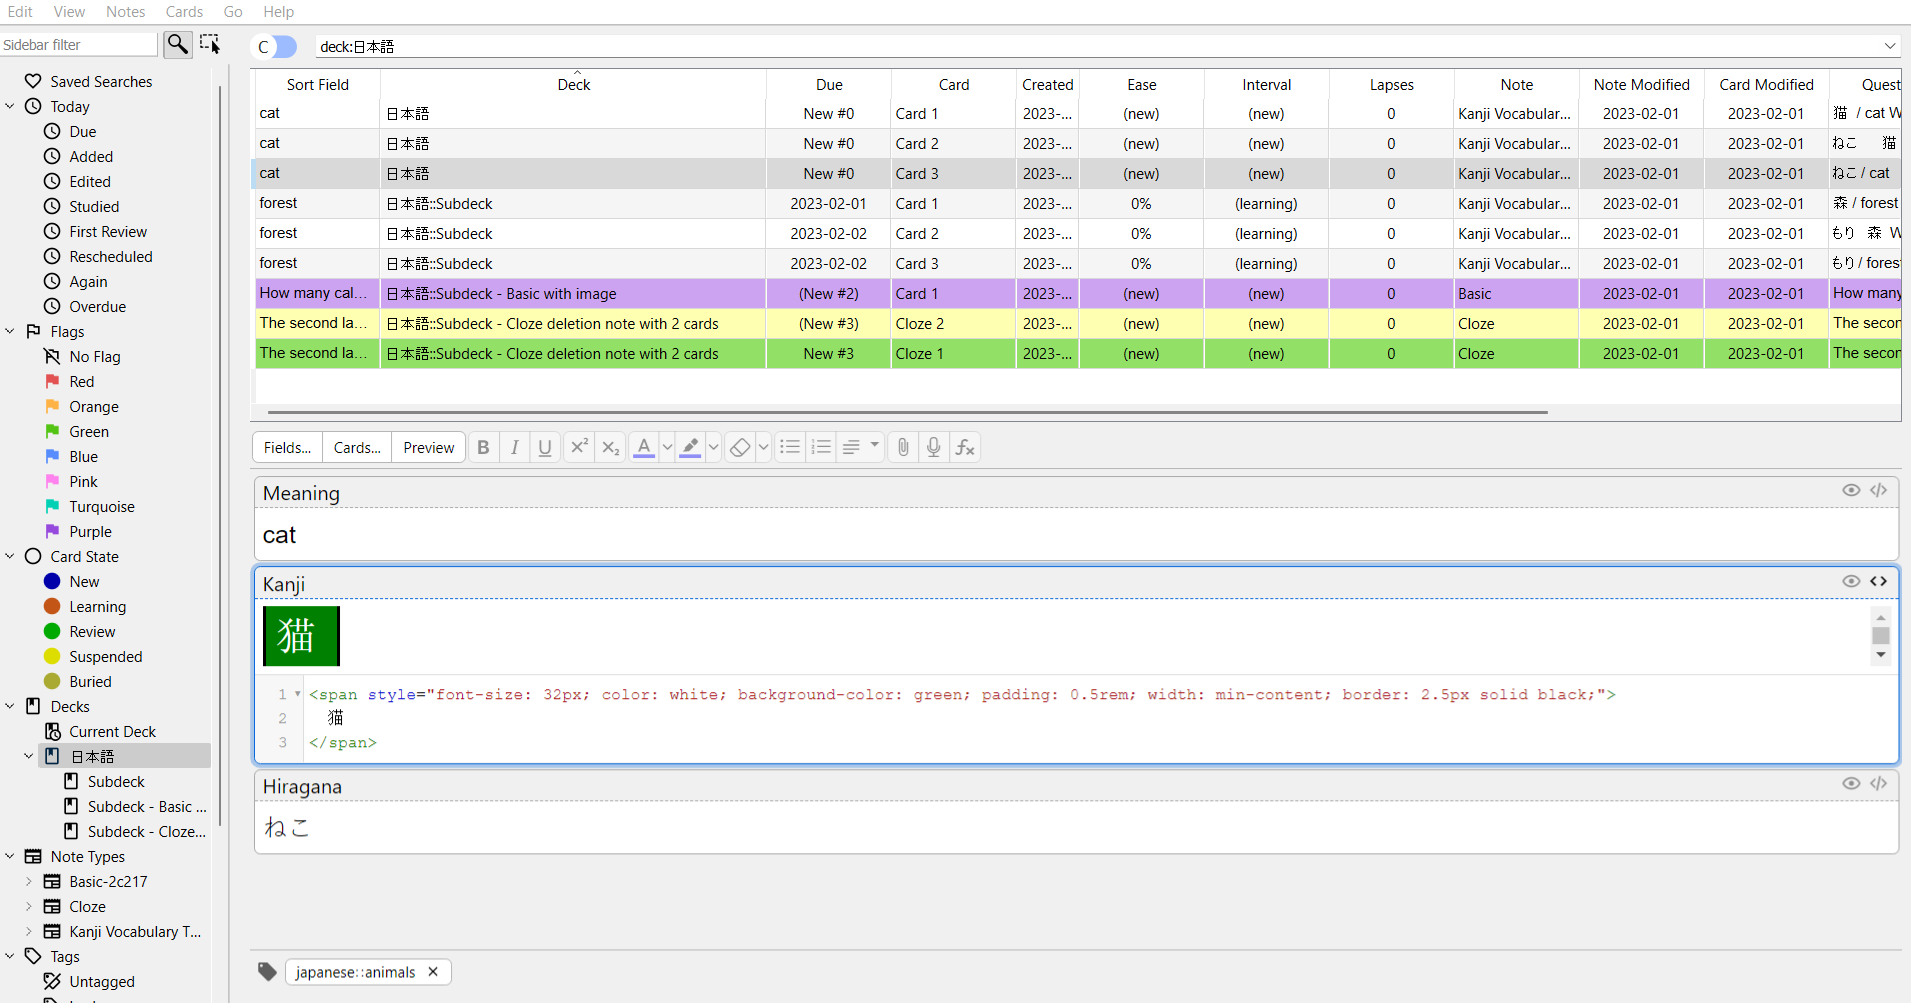 Edit View Notes Cards Go Help
Sidebar filter
C
deck:日本語
Saved Searches
Today
Due
Added
Edited
Studied
First Review
Rescheduled
Again
Overdue
Flags
No Flag
Red
Orange
Green
Blue
Pink
Turquoise
Purple
Card State
New
Learning
Review
Suspended
Buried
Decks
Current Deck
日本語
Subdeck
Subdeck - Basic ...
Subdeck - Cloze...
Note Types
Basic-2c217
Cloze
Kanji Vocabulary T...
Tags
Untagged
Sort Field Deck Due Card Created Ease Interval Lapses Note Note Modified Card Modified Quest
cat 日本語 New #0 Card 1 2023-... (new) (new) 0 Kanji Vocabular... 2023-02-01 2023-02-01 猫 / cat W
cat 日本語 New #0 Card 2 2023-... (new) (new) 0 Kanji Vocabular... 2023-02-01 2023-02-01 ねこ 猫
cat 日本語 New #0 Card 3 2023-... (new) (new) 0 Kanji Vocabular... 2023-02-01 2023-02-01 ねこ / cat
forest 日本語::Subdeck 2023-02-01 Card 1 2023-... 0% (learning) 0 Kanji Vocabular... 2023-02-01 2023-02-01 森 / forest
forest 日本語::Subdeck 2023-02-02 Card 2 2023-... 0% (learning) 0 Kanji Vocabular... 2023-02-01 2023-02-01 もり 森 W
forest 日本語::Subdeck 2023-02-02 Card 3 2023-... 0% (learning) 0 Kanji Vocabular... 2023-02-01 2023-02-01 もり / fores
How many cal... 日本語::Subdeck - Basic with image (New #2) Card 1 2023-... (new) (new) 0 Basic 2023-02-01 2023-02-01 How many
The second la... 日本語::Subdeck - Cloze deletion note with 2 cards (New #3) Cloze 2 2023-... (new) (new) 0 Cloze 2023-02-01 2023-02-01 The secon
The second la... 日本語::Subdeck - Cloze deletion note with 2 cards New #3 Cloze 1 2023-... (new) (new) 0 Cloze 2023-02-01 2023-02-01 The secon
Fields... Cards... Preview B I U x² x₂ A fx
Meaning
cat
Kanji
猫
1 <span style="font-size: 32px; color: white; background-color: green; padding: 0.5rem; width: min-content; border: 2.5px solid black;">
2 猫
3 </span>
Hiragana
ねこ
japanese::animals